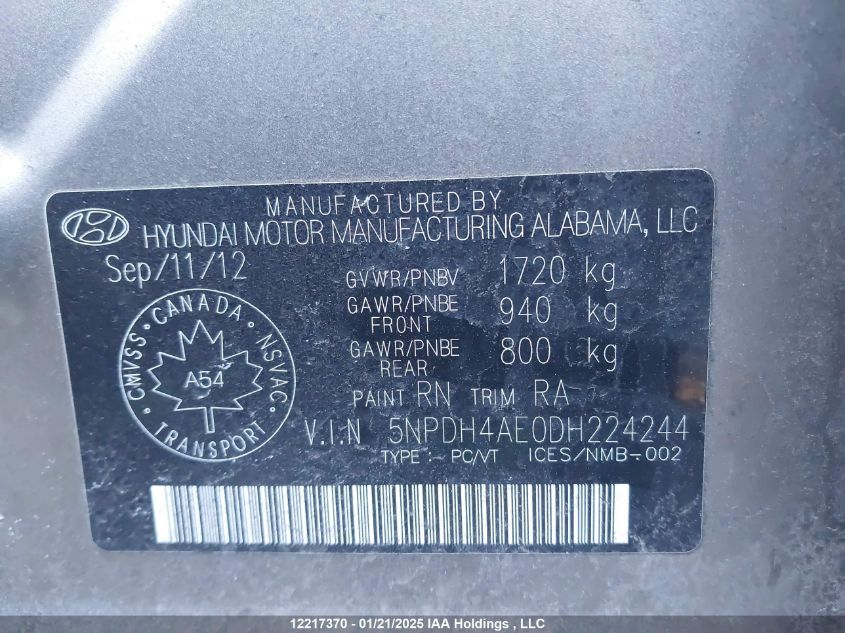 MANUFACTURED BY
HYUNDAI MOTOR MANUFACTURING ALABAMA, LLC
Sep/11/12
GVWR/PNBV 1720 kg
GAWR/PNBE FRONT 940 kg
GAWR/PNBE REAR 800 kg
CMVSS · CANADA · NSVAC · TRANSPORT ·
A54
PAINT RN TRIM RA
V.I.N 5NPDH4AE0DH224244
TYPE :- PC/VT ICES/NMB-002
12217370 - 01/21/2025 IAA Holdings , LLC